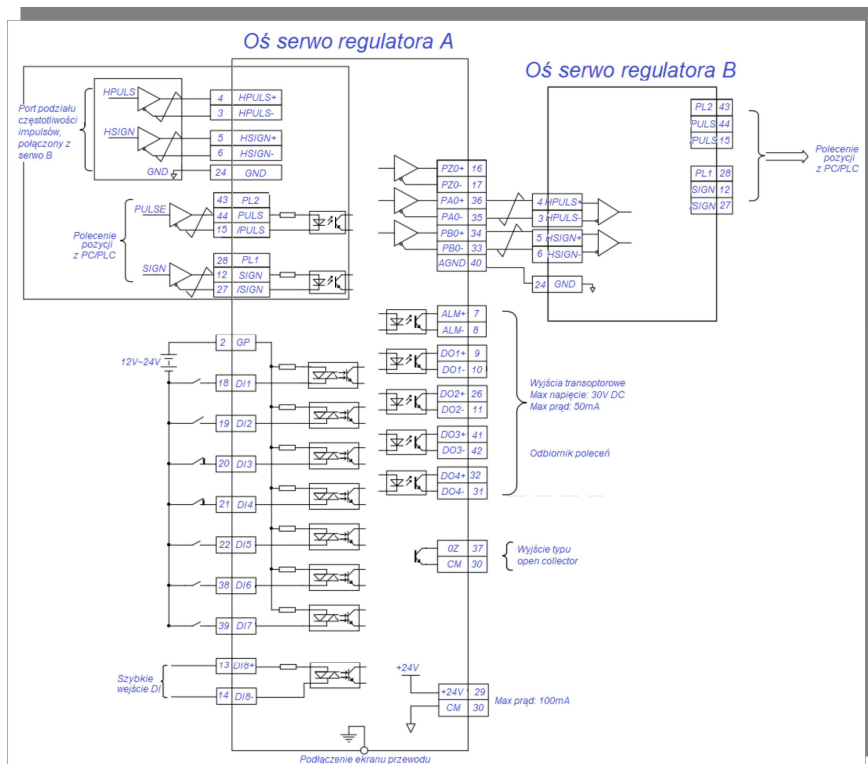 Oś serwo regulatora A
Oś serwo regulatora B
Port podziału
częstotliwości
impulsów,
połączony z
serwo B
HPULS
4 HPULS+
3 HPULS-
HSIGN
5 HSIGN+
6 HSIGN-
GND
24 GND
43 PL2
PULSE
44 PULS
15 /PULS
Polecenie
pozycji
z PC/PLC
28 PL1
SIGN
12 SIGN
27 /SIGN
2 GP
12V~24V
18 DI1
19 DI2
20 DI3
21 DI4
22 DI5
38 DI6
39 DI7
13 DI8+
14 DI8-
Szybkie
wejście DI
PZ0+ 16
PZ0- 17
PA0+ 36
PA0- 35
PB0+ 34
PB0- 33
AGND 40
4 HPULS+
3 HPULS-
5 HSIGN+
6 HSIGN-
24 GND
PL2 43
PULS 44
/PULS 15
PL1 28
SIGN 12
/SIGN 27
Polecenie
pozycji
z PC/PLC
ALM+ 7
ALM- 8
DO1+ 9
DO1- 10
DO2+ 26
DO2- 11
DO3+ 41
DO3- 42
DO4+ 32
DO4- 31
Wyjścia transoptorowe
Max napięcie: 30V DC
Max prąd: 50mA
Odbiornik poleceń
OZ 37
CM 30
Wyjście typu
open collector
+24V
+24V 29
CM 30
Max prąd: 100mA
Podłączenie ekranu przewodu